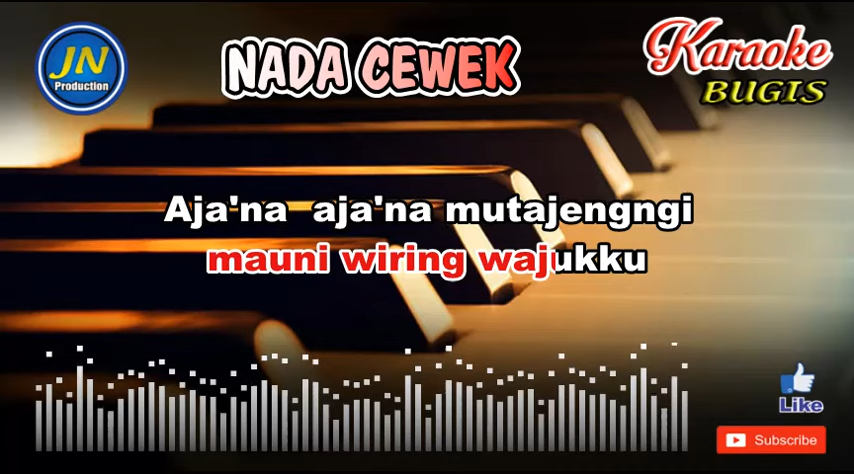 JN
Production
NADA CEWEK
Karaoke
BUGIS
Aja'na aja'na mutajengngi
mauni wiring wajukku
Like
Subscribe